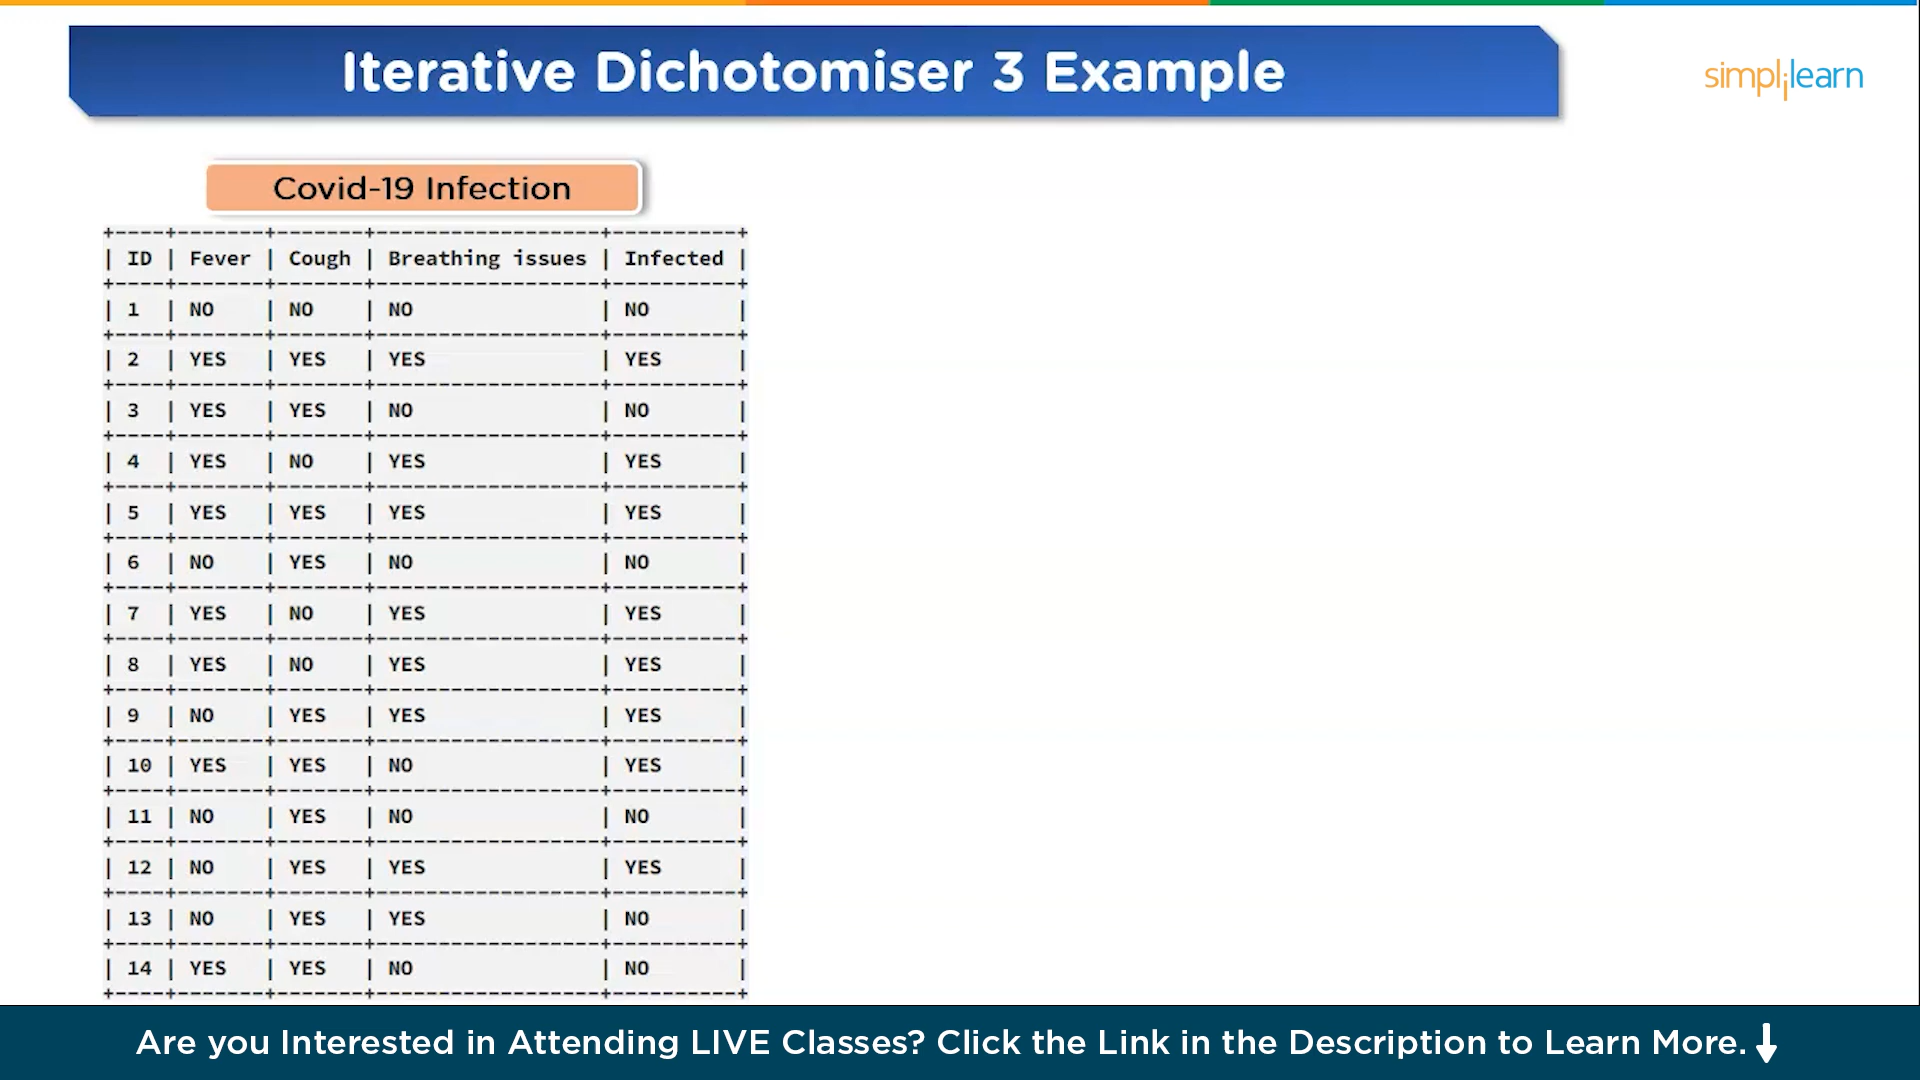 Iterative Dichotomiser 3 Example
simplilearn
Covid-19 Infection
+----+-------+-------+------------------+----------+
| ID | Fever | Cough | Breathing issues | Infected |
+----+-------+-------+------------------+----------+
| 1 | NO | NO | NO | NO |
+----+-------+-------+------------------+----------+
| 2 | YES | YES | YES | YES |
+----+-------+-------+------------------+----------+
| 3 | YES | YES | NO | NO |
+----+-------+-------+------------------+----------+
| 4 | YES | NO | YES | YES |
+----+-------+-------+------------------+----------+
| 5 | YES | YES | YES | YES |
+----+-------+-------+------------------+----------+
| 6 | NO | YES | NO | NO |
+----+-------+-------+------------------+----------+
| 7 | YES | NO | YES | YES |
+----+-------+-------+------------------+----------+
| 8 | YES | NO | YES | YES |
+----+-------+-------+------------------+----------+
| 9 | NO | YES | YES | YES |
+----+-------+-------+------------------+----------+
| 10 | YES | YES | NO | YES |
+----+-------+-------+------------------+----------+
| 11 | NO | YES | NO | NO |
+----+-------+-------+------------------+----------+
| 12 | NO | YES | YES | YES |
+----+-------+-------+------------------+----------+
| 13 | NO | YES | YES | NO |
+----+-------+-------+------------------+----------+
| 14 | YES | YES | NO | NO |
+----+-------+-------+------------------+----------+
Are you Interested in Attending LIVE Classes? Click the Link in the Description to Learn More.